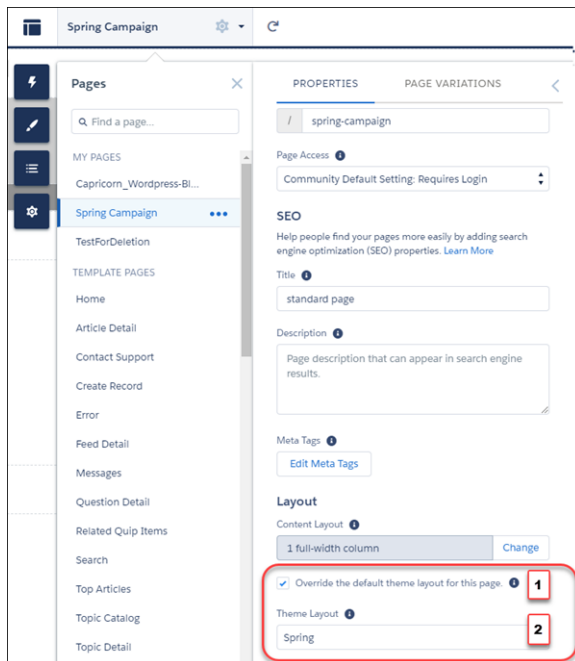 Spring Campaign
Pages
Find a page...
MY PAGES
Capricorn_Wordpress-Bl...
Spring Campaign
TestForDeletion
TEMPLATE PAGES
Home
Article Detail
Contact Support
Create Record
Error
Feed Detail
Messages
Question Detail
Related Quip Items
Search
Top Articles
Topic Catalog
Topic Detail
PROPERTIES
PAGE VARIATIONS
/ spring-campaign
Page Access
Community Default Setting: Requires Login
SEO
Help people find your pages more easily by adding search
engine optimization (SEO) properties. Learn More
Title
standard page
Description
Page description that can appear in search engine
results.
Meta Tags
Edit Meta Tags
Layout
Content Layout
1 full-width column
Change
Override the default theme layout for this page.
1
Theme Layout
Spring
2